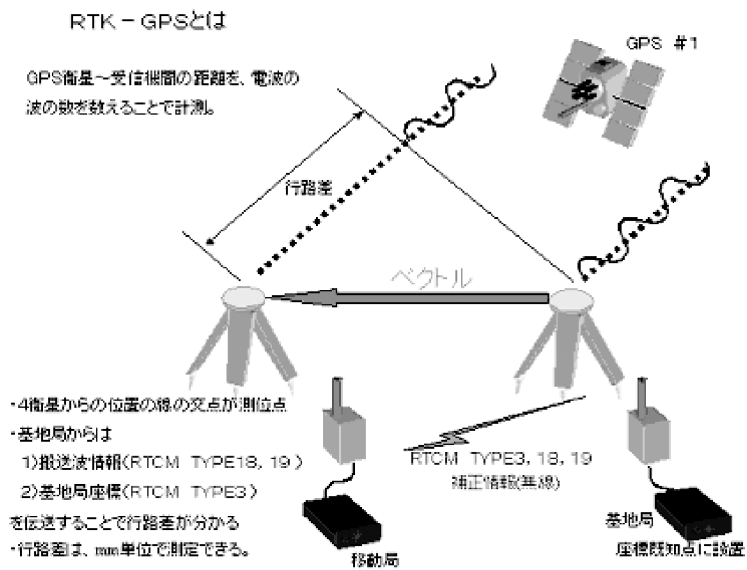 RTK－GPSとは
GPS #1
GPS衛星～受信機間の距離を、電波の
波の数を数えることで計測。
行路差
ベクトル
・4衛星からの位置の線の交点が測位点
・基地局からは
1)搬送波情報(RTCM TYPE18, 19)
2)基地局座標(RTCM TYPE3)
を伝送することで行路差が分かる
・行路差は、mm単位で測定できる。
RTCM TYPE3, 18, 19
補正情報(無線)
移動局
基地局
座標既知点に設置